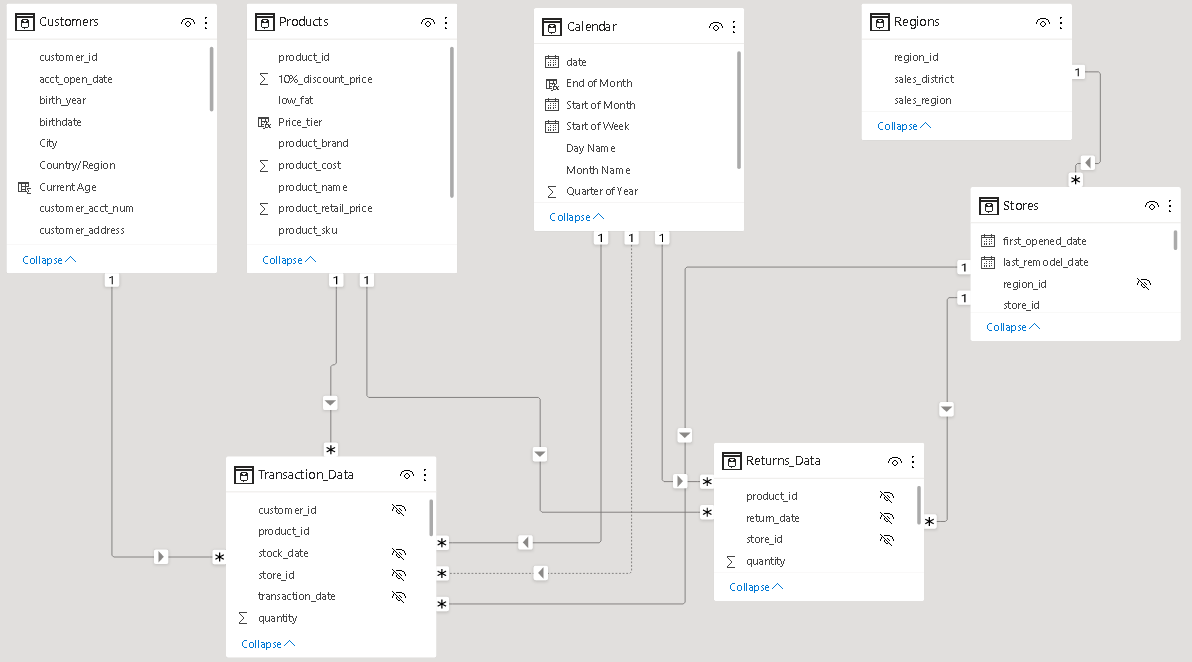 Customers
customer_id
acct_open_date
birth_year
birthdate
City
Country/Region
Current Age
customer_acct_num
customer_address
Collapse
Products
product_id
10%_discount_price
low_fat
Price_tier
product_brand
product_cost
product_name
product_retail_price
product_sku
Collapse
Calendar
date
End of Month
Start of Month
Start of Week
Day Name
Month Name
Quarter of Year
Collapse
Regions
region_id
sales_district
sales_region
Collapse
1
*
Stores
first_opened_date
last_remodel_date
region_id
store_id
Collapse
1
1
1
1
1
1
1
1
*
Transaction_Data
customer_id
product_id
stock_date
store_id
transaction_date
quantity
Collapse
*
*
*
*
Returns_Data
product_id
return_date
store_id
quantity
Collapse
*
*
*